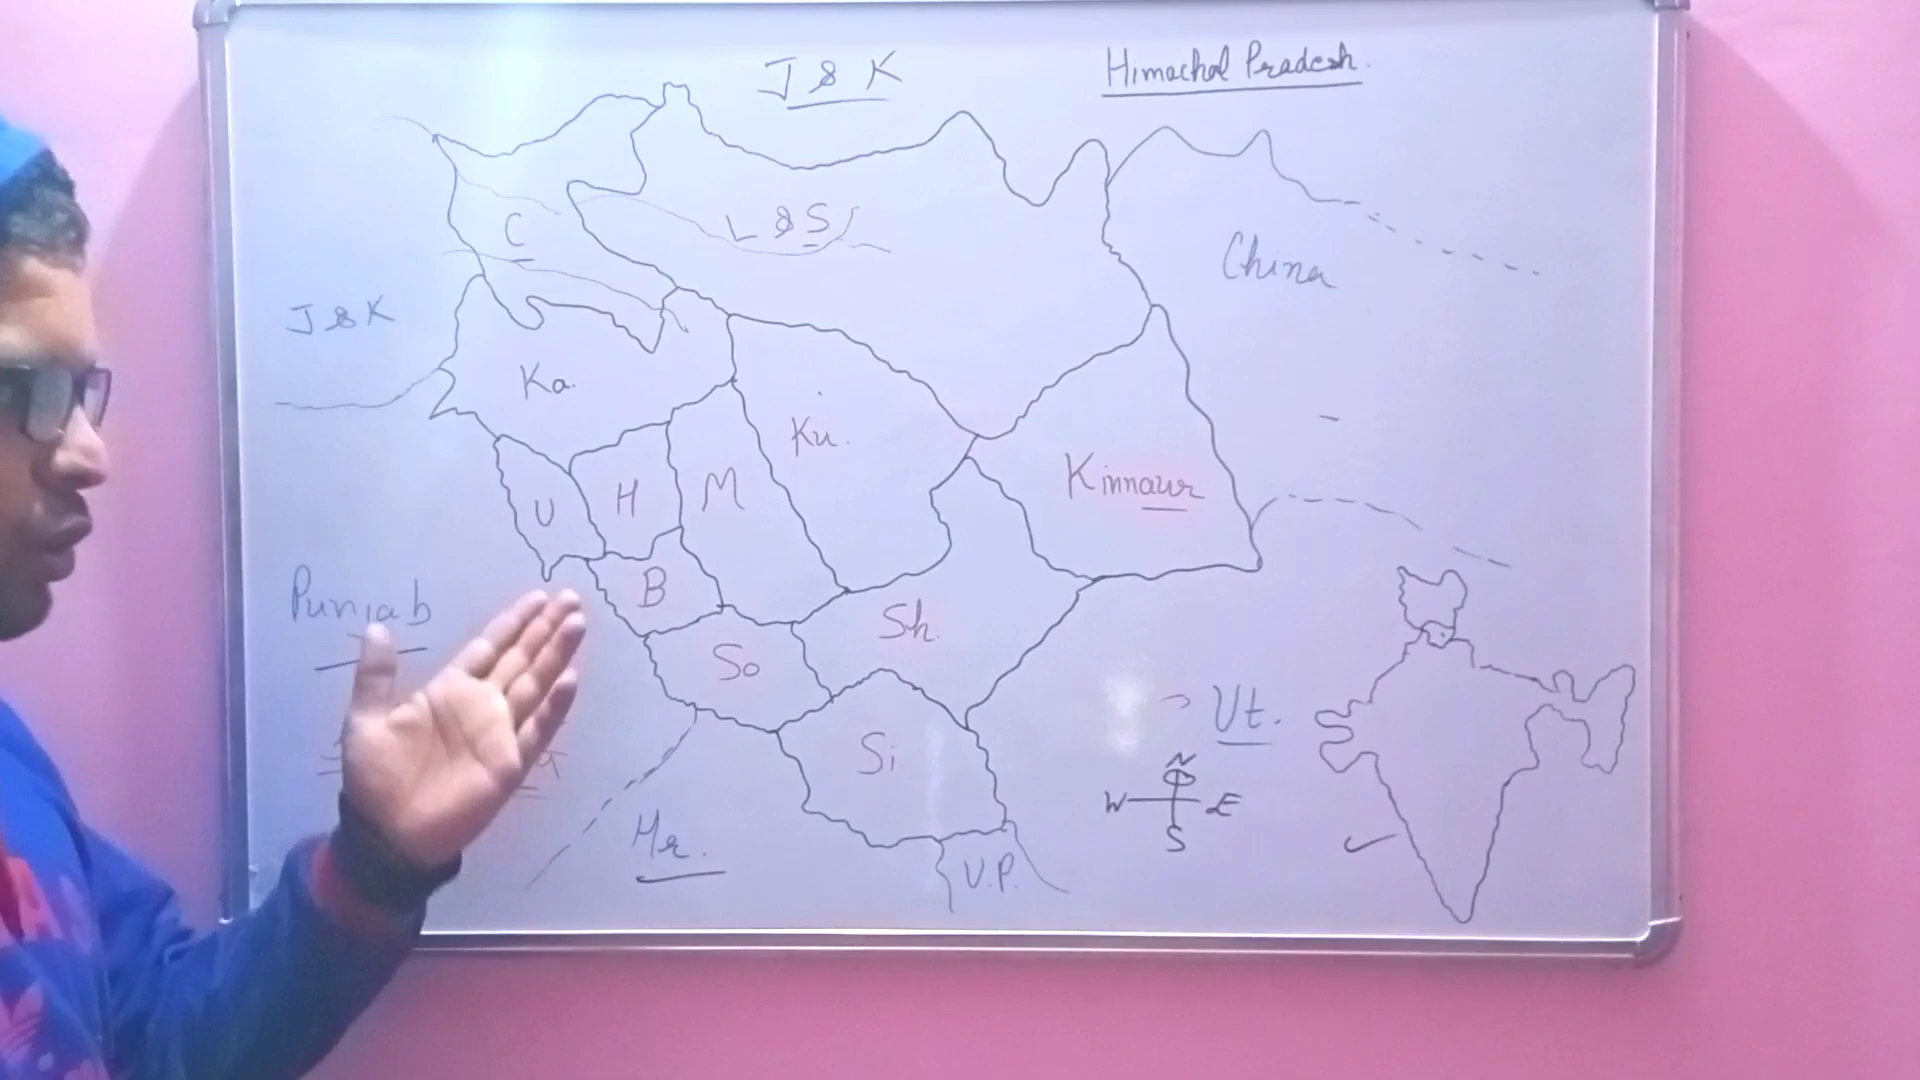 J & K
Himachal Pradesh.
C
L & S
China
J & K
Ka.
Ku.
Kinnaur
U
H
M
B
Punjab
Sh.
So
Ut.
Si
N
W E
S
Hr.
U.P.